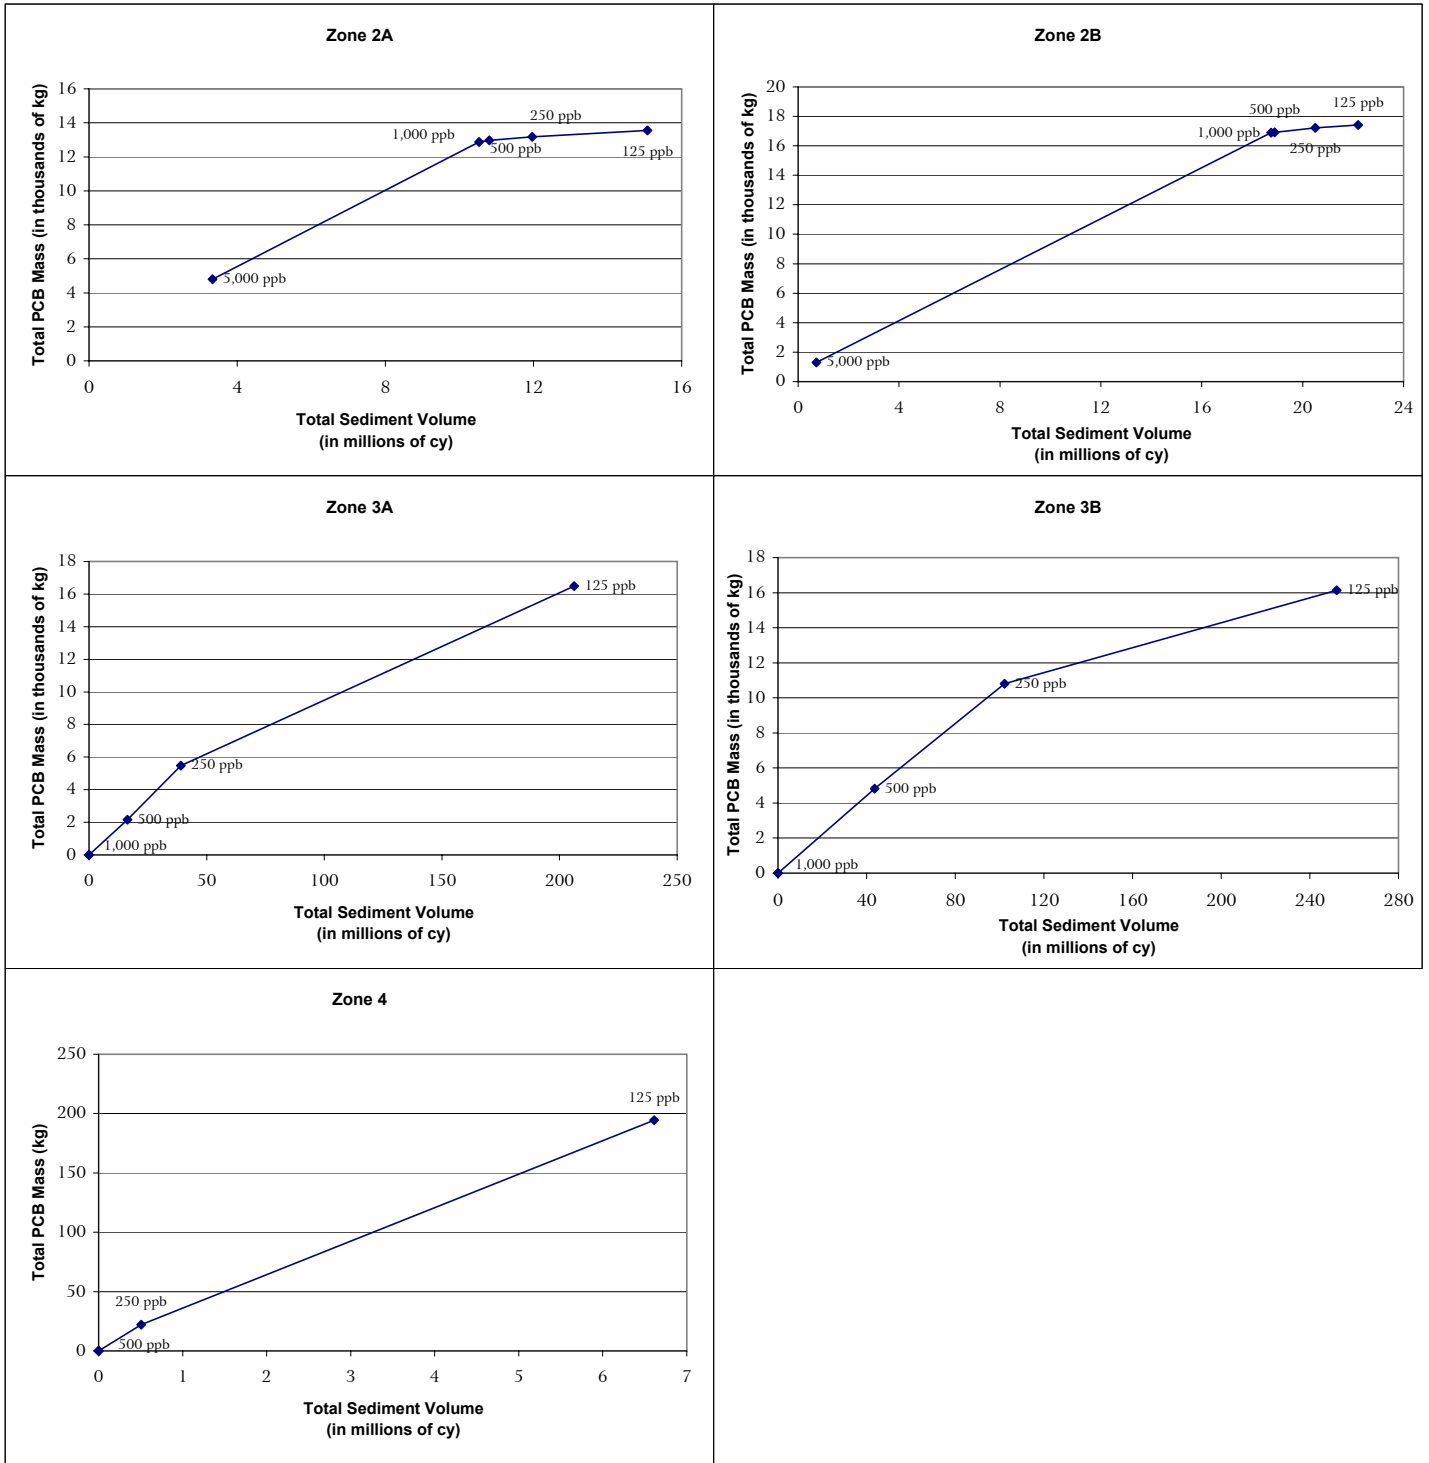 Zone 2A
Total PCB Mass (in thousands of kg)
16
14
12
10
8
6
4
2
0
1,000 ppb
250 ppb
500 ppb
125 ppb
5,000 ppb
0 4 8 12 16
Total Sediment Volume
(in millions of cy)
Zone 2B
Total PCB Mass (in thousands of kg)
20
18
16
14
12
10
8
6
4
2
0
500 ppb
125 ppb
1,000 ppb
250 ppb
5,000 ppb
0 4 8 12 16 20 24
Total Sediment Volume
(in millions of cy)
Zone 3A
Total PCB Mass (in thousands of kg)
18
16
14
12
10
8
6
4
2
0
125 ppb
250 ppb
500 ppb
1,000 ppb
0 50 100 150 200 250
Total Sediment Volume
(in millions of cy)
Zone 3B
Total PCB Mass (in thousands of kg)
18
16
14
12
10
8
6
4
2
0
125 ppb
250 ppb
500 ppb
1,000 ppb
0 40 80 120 160 200 240 280
Total Sediment Volume
(in millions of cy)
Zone 4
Total PCB Mass (kg)
250
200
150
100
50
0
125 ppb
250 ppb
500 ppb
0 1 2 3 4 5 6 7
Total Sediment Volume
(in millions of cy)